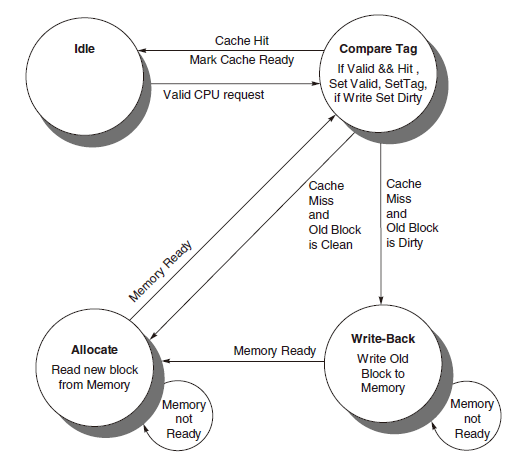 Idle
Cache Hit
Mark Cache Ready
Valid CPU request
Compare Tag
If Valid && Hit ,
Set Valid, SetTag,
if Write Set Dirty
Cache
Miss
and
Old Block
is Clean
Cache
Miss
and
Old Block
is Dirty
Memory Ready
Allocate
Read new block
from Memory
Memory Ready
Write-Back
Write Old
Block to
Memory
Memory
not
Ready
Memory
not
Ready